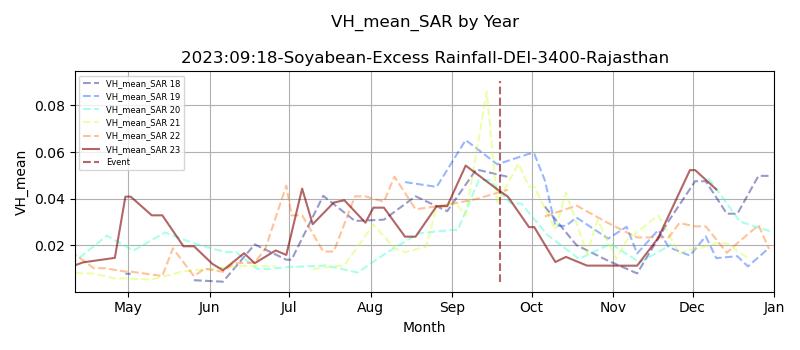 VH_mean_SAR by Year
2023:09:18-Soyabean-Excess Rainfall-DEI-3400-Rajasthan
VH_mean_SAR 18
VH_mean_SAR 19
VH_mean_SAR 20
VH_mean_SAR 21
VH_mean_SAR 22
VH_mean_SAR 23
Event
VH_mean
0.08
0.06
0.04
0.02
May Jun Jul Aug Sep Oct Nov Dec Jan
Month